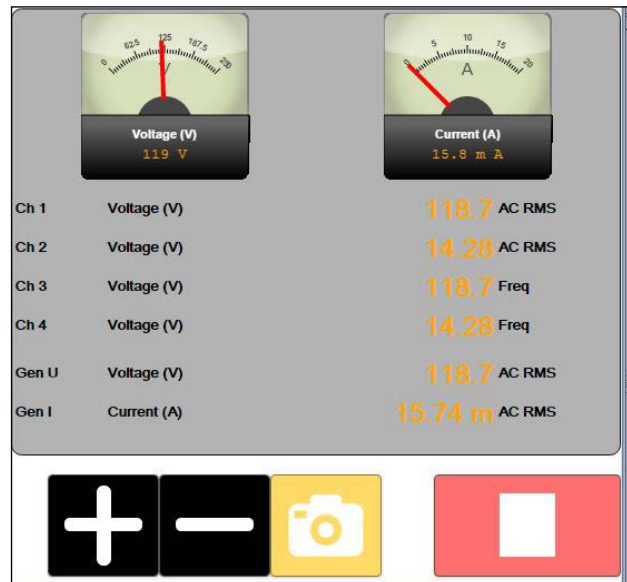 0 62.5 125 187.5 250
V
Voltage (V)
119 V
0 5 10 15 20
A
Current (A)
15.8 m A
Ch 1 Voltage (V) 118.7 AC RMS
Ch 2 Voltage (V) 14.28 AC RMS
Ch 3 Voltage (V) 118.7 Freq
Ch 4 Voltage (V) 14.28 Freq
Gen U Voltage (V) 118.7 AC RMS
Gen I Current (A) 15.74 m AC RMS